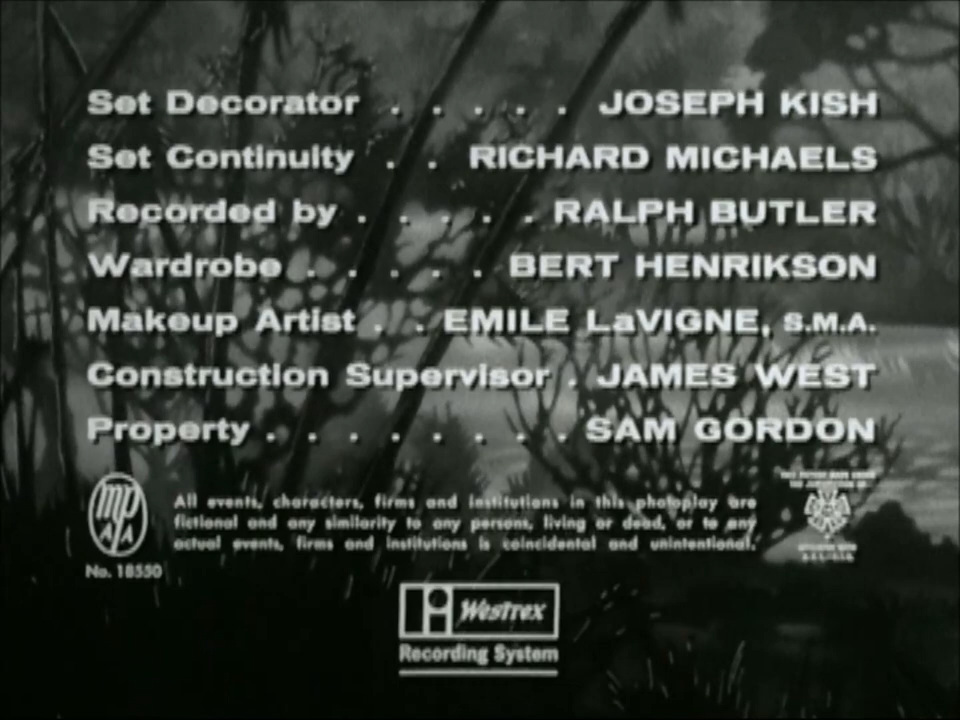 Set Decorator . . . . . JOSEPH KISH
Set Continuity . . RICHARD MICHAELS
Recorded by . . . . . RALPH BUTLER
Wardrobe . . . . . BERT HENRIKSON
Makeup Artist . . EMILE LaVIGNE, S.M.A.
Construction Supervisor . JAMES WEST
Property . . . . . . . . SAM GORDON
MPAA
All events, characters, firms and institutions in this photoplay are
fictional and any similarity to any persons, living or dead, or to any
actual events, firms and institutions is coincidental and unintentional.
No. 18550
Westrex
Recording System